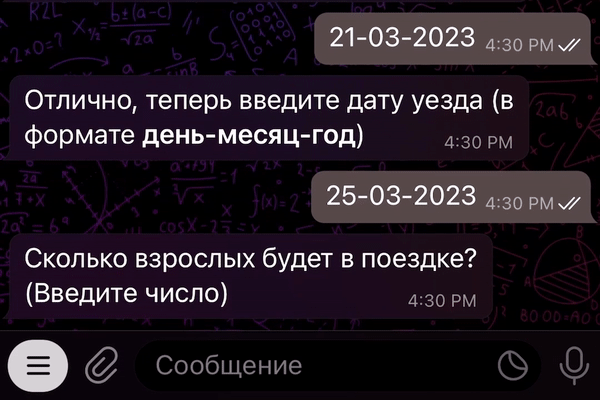 21-03-2023 4:30 PM
Отлично, теперь введите дату уезда (в
формате день-месяц-год) 4:30 PM
25-03-2023 4:30 PM
Сколько взрослых будет в поездке?
(Введите число) 4:30 PM
Сообщение